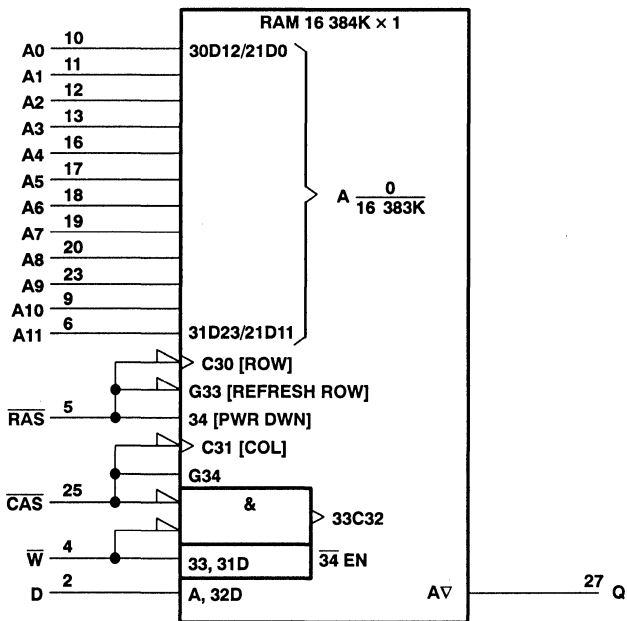 RAM 16 384K × 1
A0 10 30D12/21D0
A1 11
A2 12
A3 13
A4 16
A5 17
A6 18
A7 19
A8 20
A9 23
A10 9
A11 6 31D23/21D11
A 0
16 383K
C30 [ROW]
G33 [REFRESH ROW]
RAS 5 34 [PWR DWN]
C31 [COL]
G34
CAS 25 & 33C32
W 4 33, 31D 34 EN
D 2 A, 32D A∇ 27 Q